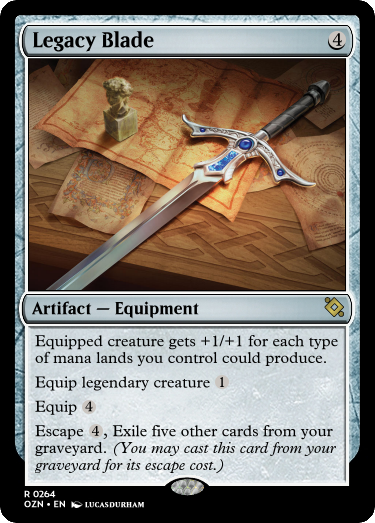 Legacy Blade 4
Artifact — Equipment
Equipped creature gets +1/+1 for each type
of mana lands you control could produce.
Equip legendary creature 1
Equip 4
Escape 4, Exile five other cards from your
graveyard. (You may cast this card from your
graveyard for its escape cost.)
R 0264
OZN • EN LUCASDURHAM